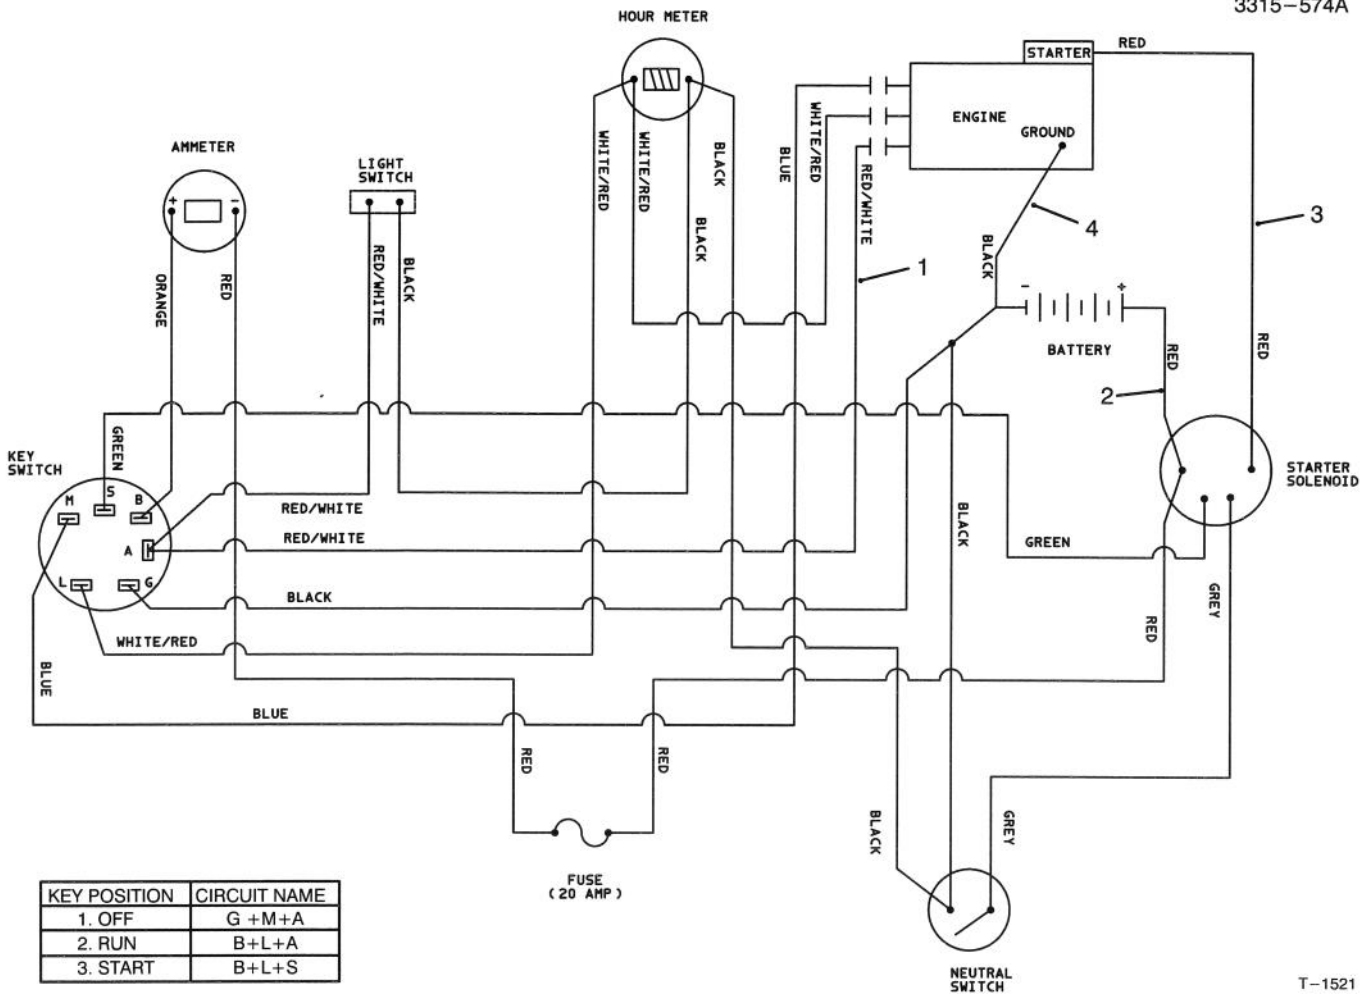 3315-574A
HOUR METER
RED
STARTER
ENGINE
GROUND
AMMETER
+
-
LIGHT
SWITCH
WHITE/RED
WHITE/RED
BLACK
BLACK
BLUE
WHITE/RED
RED/WHITE
3
4
1
BLACK
ORANGE
RED
RED/WHITE
BLACK
-
+
BATTERY
RED
RED
2
KEY
SWITCH
GREEN
M
S
B
A
L
G
RED/WHITE
RED/WHITE
BLACK
WHITE/RED
STARTER
SOLENOID
BLACK
GREEN
GREY
RED
BLUE
BLUE
RED
RED
BLACK
GREY
FUSE
(20 AMP)
KEY POSITION CIRCUIT NAME
1. OFF G +M+A
2. RUN B+L+A
3. START B+L+S
NEUTRAL
SWITCH
T-1521